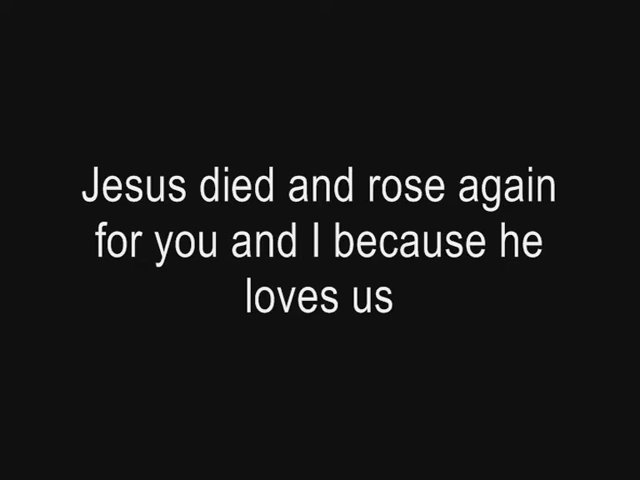 Jesus died and rose again
for you and I because he
loves us